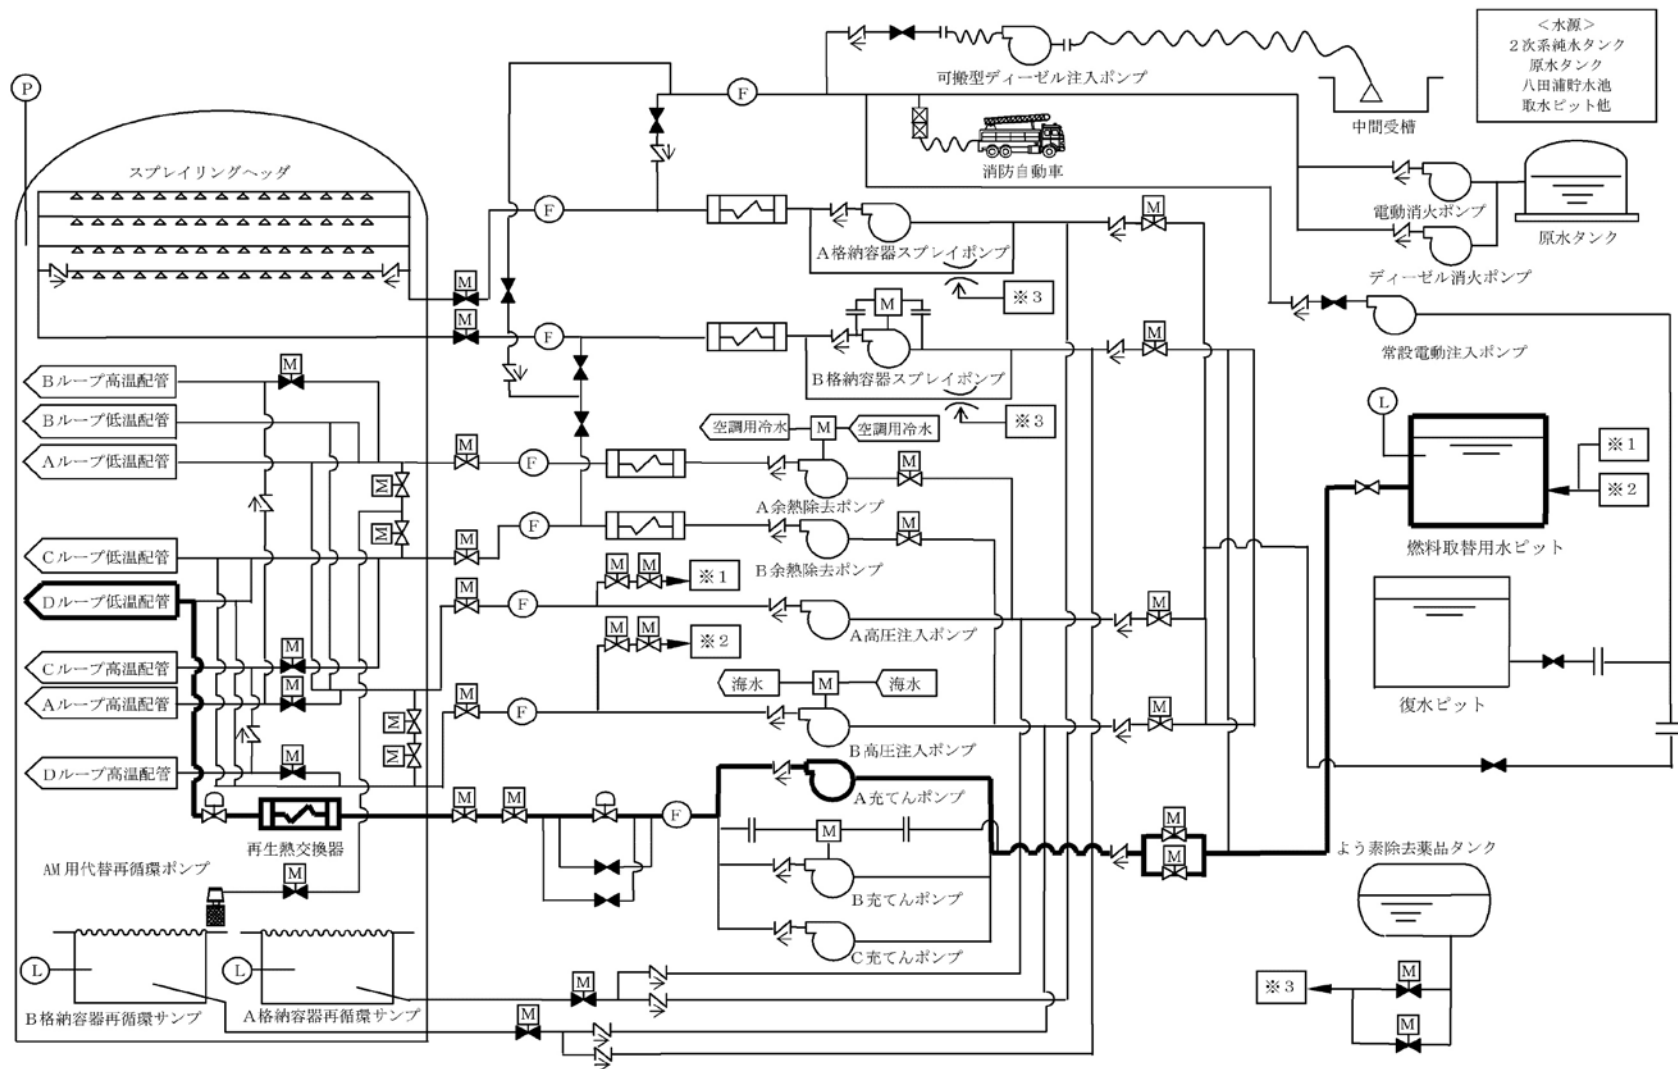 ＜水源＞
２次系純水タンク
原水タンク
八田浦貯水池
取水ピット他
可搬型ディーゼル注入ポンプ
中間受槽
P
F
消防自動車
スプレイリングヘッダ
電動消火ポンプ
原水タンク
ディーゼル消火ポンプ
F
M
A格納容器スプレイポンプ
M
※３
M
M
F
M
B格納容器スプレイポンプ
※３
常設電動注入ポンプ
Bループ高温配管
M
Bループ低温配管
空調用冷水
M
空調用冷水
L
※１
Aループ低温配管
M
F
M
※２
M
A余熱除去ポンプ
M
M
F
M
燃料取替用水ピット
Cループ低温配管
M
B余熱除去ポンプ
M
M
※１
Dループ低温配管
M
F
M
A高圧注入ポンプ
M
M
※２
Cループ高温配管
M
海水
M
海水
Aループ高温配管
M
M
F
M
復水ピット
M
M
B高圧注入ポンプ
Dループ高温配管
M
A充てんポンプ
M
M
F
M
M
再生熱交換器
M
よう素除去薬品タンク
AM用代替再循環ポンプ
M
B充てんポンプ
C充てんポンプ
L
L
M
M
※３
B格納容器再循環サンプ
A格納容器再循環サンプ
M
M